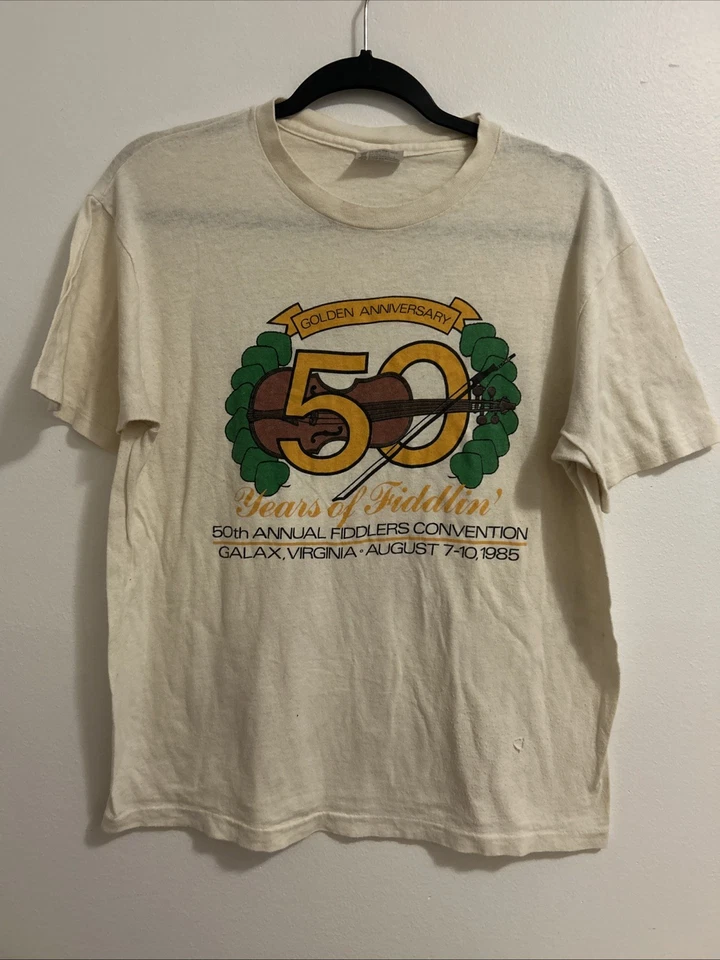 GOLDEN ANNIVERSARY
50
Years of Fiddlin'
50th ANNUAL FIDDLERS CONVENTION
GALAX, VIRGINIA • AUGUST 7-10, 1985